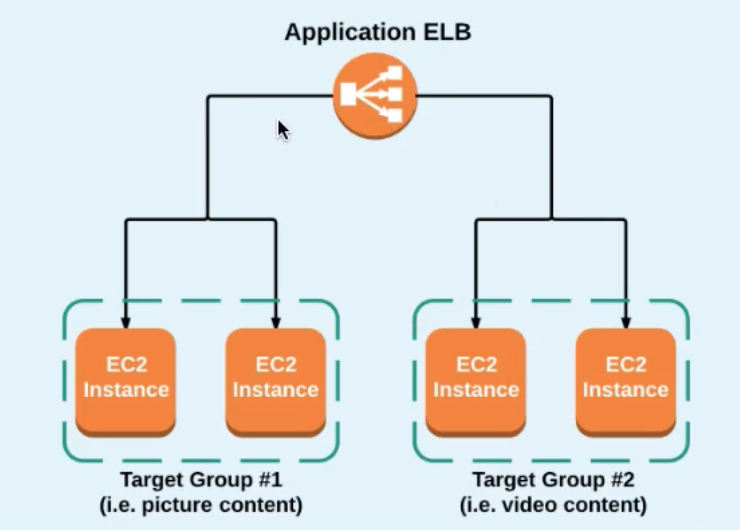 Application ELB
EC2
Instance
EC2
Instance
EC2
Instance
EC2
Instance
Target Group #1
(i.e. picture content)
Target Group #2
(i.e. video content)